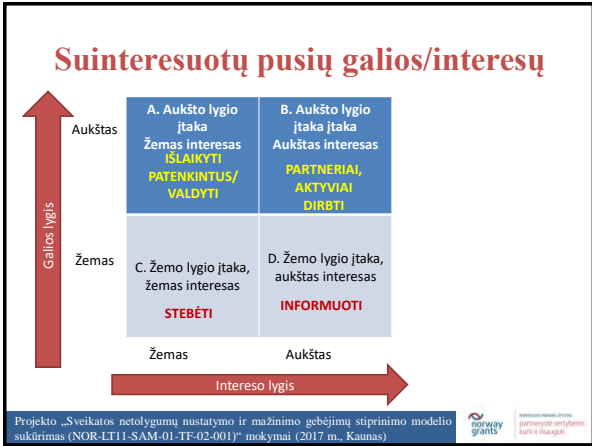 Suinteresuotų pusių galios/interesų
Galios lygis
Aukštas
A. Aukšto lygio
įtaka
Žemas interesas
IŠLAIKYTI
PATENKINTUS/
VALDYTI
B. Aukšto lygio
įtaka įtaka
Aukštas interesas
PARTNERIAI,
AKTYVIAI
DIRBTI
Žemas
C. Žemo lygio įtaka,
žemas interesas
STEBĖTI
D. Žemo lygio įtaka,
aukštas interesas
INFORMUOTI
Žemas
Aukštas
Intereso lygis
Projekto „Sveikatos netolygumų nustatymo ir mažinimo gebėjimų stiprinimo modelio
sukūrimas (NOR-LT11-SAM-01-TF-02-001)“ mokymai (2017 m., Kaunas)
norway
grants
NORVEGIJOS PARAMA LIETUVAI
partnerystė vertybėms
kurti ir išsaugoti